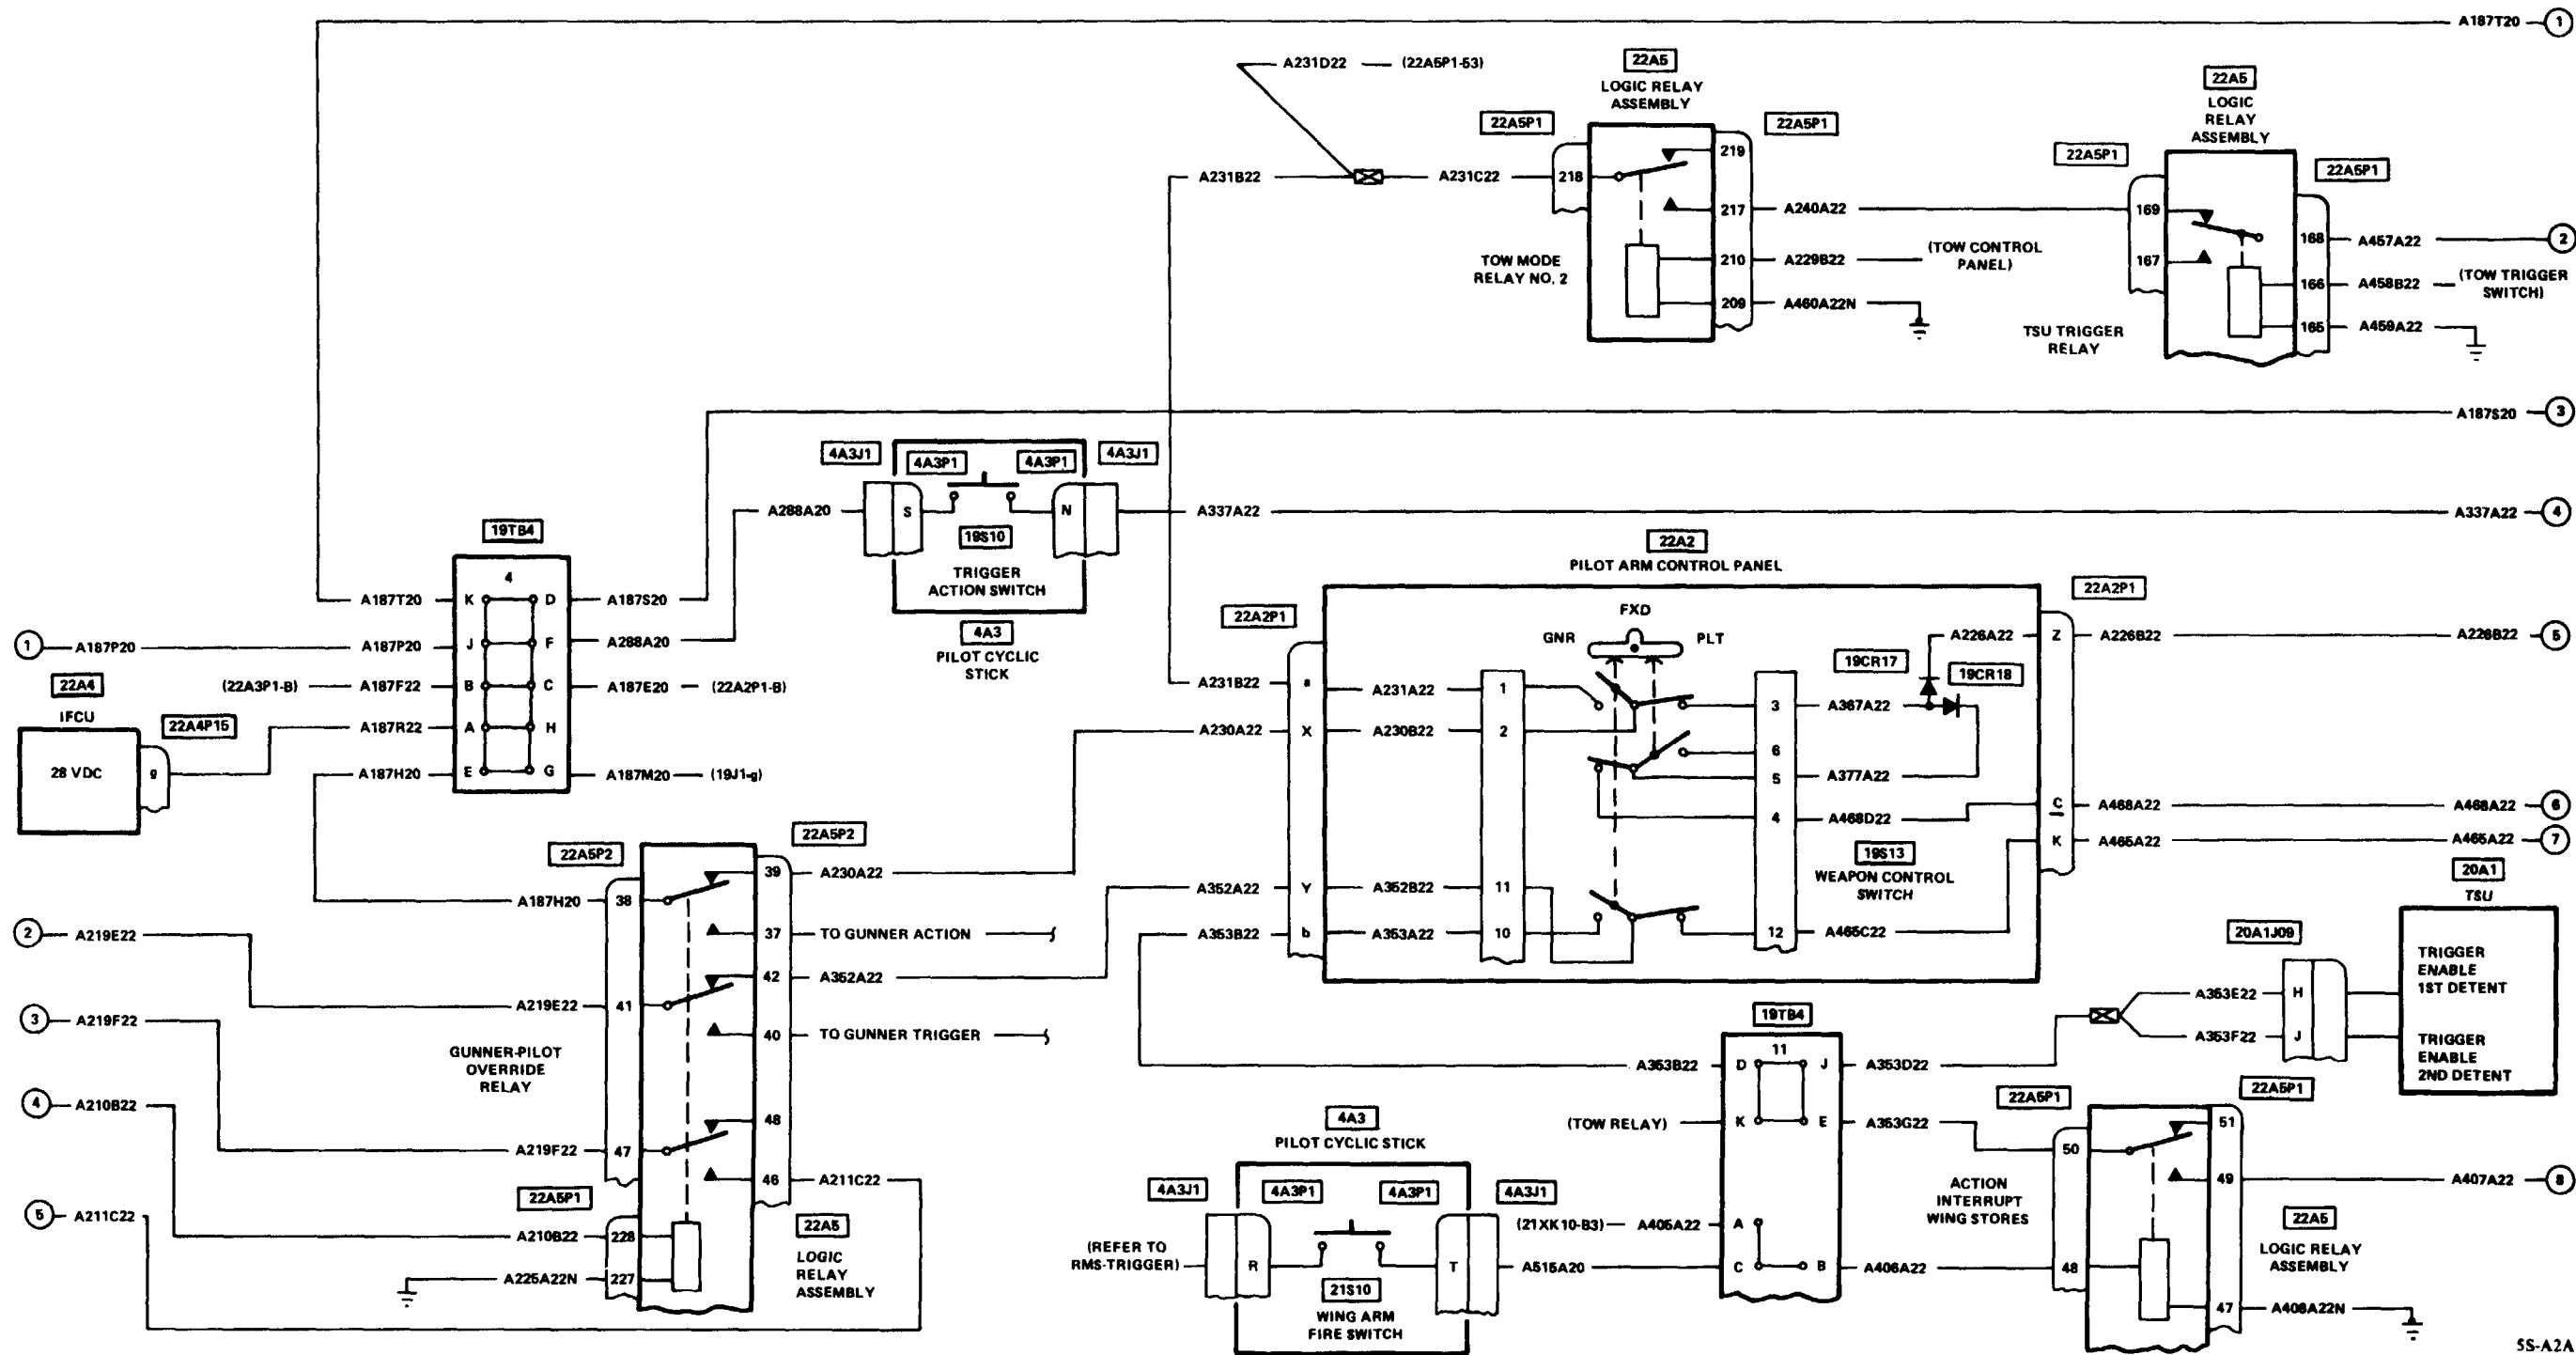 A187T20
1
A231D22
(22A5P1-53)
22A5
LOGIC RELAY
ASSEMBLY
22A5P1
22A5P1
219
A231B22
A231C22
218
217
A240A22
TOW MODE
RELAY NO. 2
210
A229B22
(TOW CONTROL
PANEL)
209
A460A22N
22A5
LOGIC
RELAY
ASSEMBLY
22A5P1
22A5P1
169
167
168
A457A22
2
166
A458B22
(TOW TRIGGER
SWITCH)
165
A459A22
TSU TRIGGER
RELAY
A187S20
3
4A3J1
4A3P1
4A3P1
4A3J1
A288A20
S
N
A337A22
A337A22
4
19S10
TRIGGER
ACTION SWITCH
4A3
PILOT CYCLIC
STICK
19TB4
4
A187T20
K
D
A187S20
1
A187P20
A187P20
J
F
A288A20
(22A3P1-B)
A187F22
B
C
A187E20
(22A2P1-B)
22A4
IFCU
22A4P15
28 VDC
g
A187R22
A
H
A187H20
E
G
A187M20
(19J1-g)
22A2
PILOT ARM CONTROL PANEL
22A2P1
22A2P1
FXD
GNR
PLT
A231B22
a
A231A22
1
A230A22
X
A230B22
2
3
A367A22
19CR17
19CR18
A226A22
Z
A226B22
A226B22
5
6
5
A377A22
4
A468D22
C
A468A22
A468A22
6
K
A465A22
A465A22
7
19S13
WEAPON CONTROL
SWITCH
A352A22
Y
A352B22
11
A353B22
b
A353A22
10
12
A465C22
22A5P2
22A5P2
A187H20
38
39
A230A22
37
TO GUNNER ACTION
2
A219E22
A219E22
41
42
A352A22
40
TO GUNNER TRIGGER
3
A219F22
GUNNER-PILOT
OVERRIDE
RELAY
4
A210B22
A219F22
47
48
46
A211C22
22A5P1
5
A211C22
A210B22
228
A225A22N
227
22A5
LOGIC
RELAY
ASSEMBLY
20A1
TSU
20A1J09
TRIGGER
ENABLE
1ST DETENT
TRIGGER
ENABLE
2ND DETENT
A353E22
H
A353F22
J
19TB4
11
A353B22
D
J
A353D22
(TOW RELAY)
K
E
A353G22
(21XK10-B3)
A405A22
A
C
B
A406A22
4A3
PILOT CYCLIC STICK
4A3J1
4A3P1
4A3P1
4A3J1
(REFER TO
RMS-TRIGGER)
R
T
A515A20
21S10
WING ARM
FIRE SWITCH
22A5P1
22A5P1
50
51
49
A407A22
8
ACTION
INTERRUPT
WING STORES
48
47
A408A22N
22A5
LOGIC RELAY
ASSEMBLY
5S-A2A